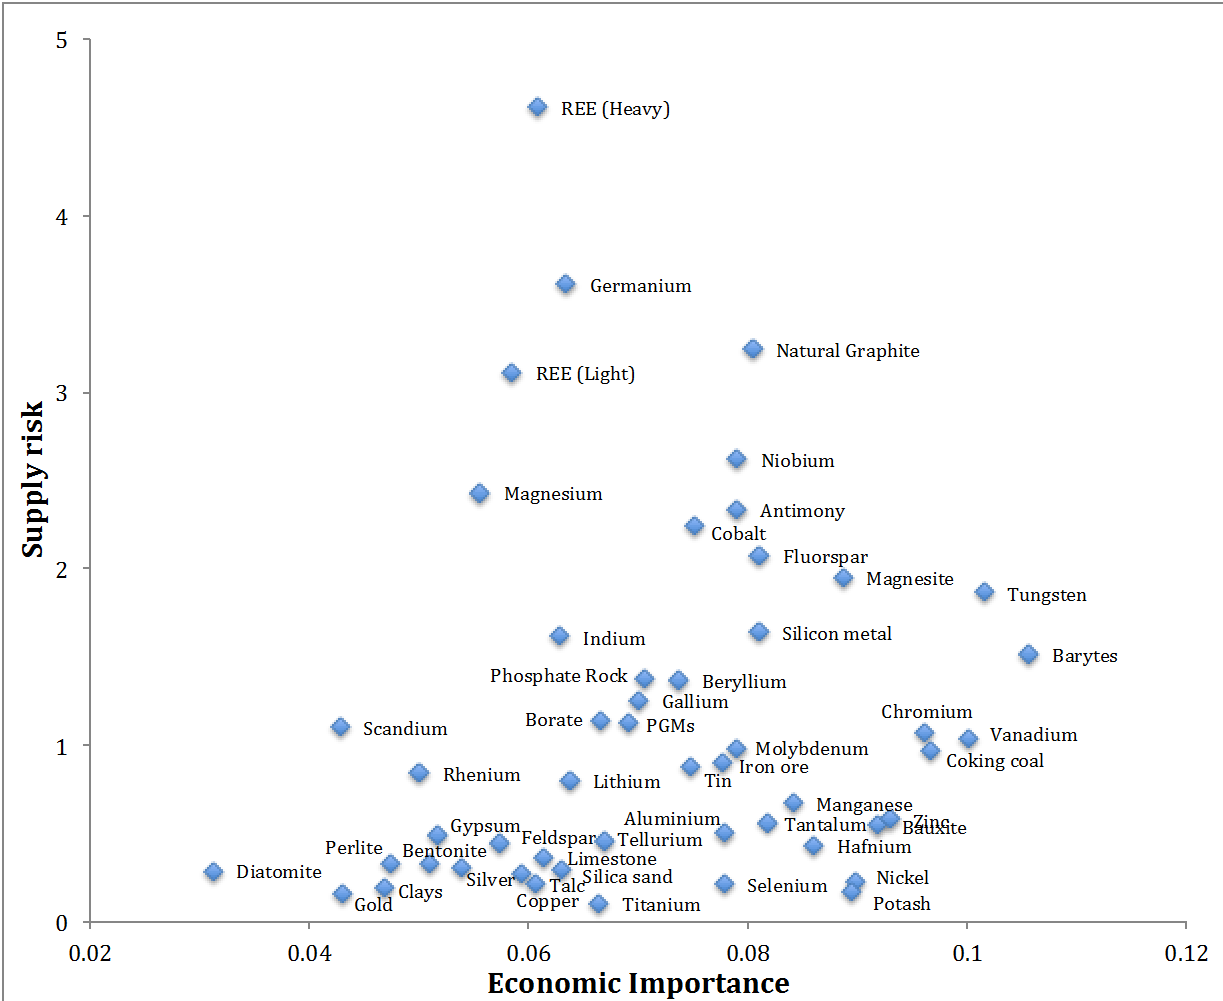 5
REE (Heavy)
4
Germanium
Natural Graphite
REE (Light)
3
Niobium
Magnesium
Antimony
Cobalt
Fluorspar
2
Magnesite
Tungsten
Silicon metal
Indium
Barytes
Phosphate Rock
Beryllium
Gallium
Chromium
Borate
PGMs
Scandium
Vanadium
1
Molybdenum
Coking coal
Iron ore
Rhenium
Lithium
Tin
Manganese
Aluminium
Zinc
Gypsum
Tantalum
Bauxite
Feldspar
Tellurium
Perlite
Bentonite
Hafnium
Limestone
Diatomite
Silver
Silica sand
Nickel
Talc
Selenium
Clays
Copper
Gold
Titanium
Potash
0
0.02
0.04
0.06
0.08
0.1
0.12
Supply risk
Economic Importance